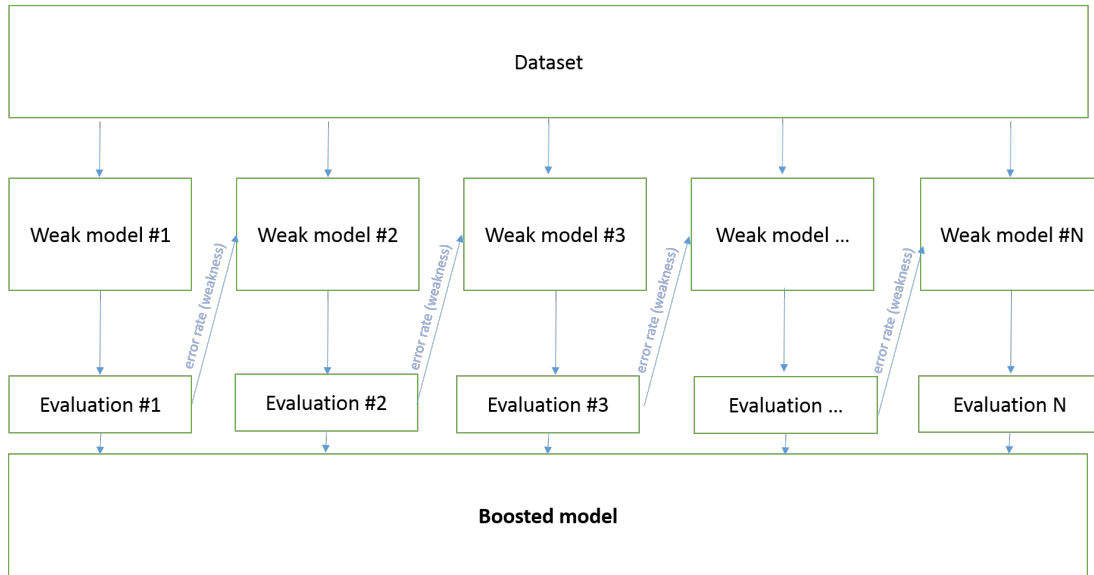 Dataset
Weak model #1
Weak model #2
Weak model #3
Weak model ...
Weak model #N
error rate (weakness)
error rate (weakness)
error rate (weakness)
error rate (weakness)
Evaluation #1
Evaluation #2
Evaluation #3
Evaluation ...
Evaluation N
Boosted model